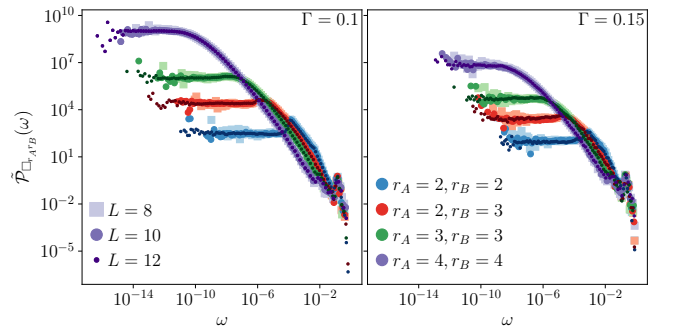 Γ = 0.1
Γ = 0.15
10^9
10^7
10^4
10^1
10^{-2}
10^{-5}
\tilde{P}_{□_{r_A r_B}}(ω)
L = 8
L = 10
L = 12
r_A = 2, r_B = 2
r_A = 2, r_B = 3
r_A = 3, r_B = 3
r_A = 4, r_B = 4
10^{-14} 10^{-10} 10^{-6} 10^{-2}
10^{-14} 10^{-10} 10^{-6} 10^{-2}
ω
ω